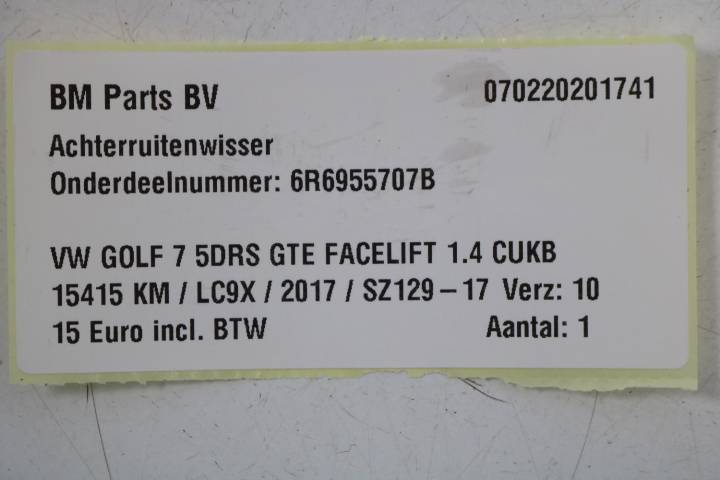 BM Parts BV 070220201741
Achterruitenwisser
Onderdeelnummer: 6R6955707B
VW GOLF 7 5DRS GTE FACELIFT 1.4 CUKB
15415 KM / LC9X / 2017 / SZ129 – 17 Verz: 10
15 Euro incl. BTW Aantal: 1